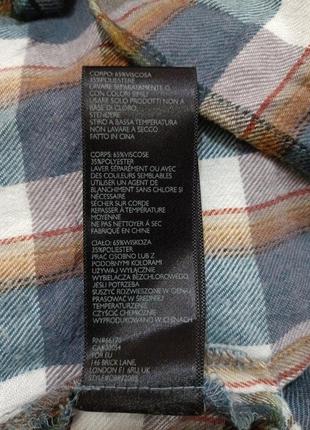 CORPO: 65%VISCOSA
35%POLIESTERE
LAVARE SEPARATAMENTE O
CON COLORI SIMILI
USARE SOLO PRODOTTI NON A
BASE DI CLORO,
STENDERE
STIRO A BASSA TEMPERATURA
NON LAVARE A SECCO
FATTO IN CINA
CORPS: 65%VISCOSE
35%POLYESTER
LAVER SÉPARÉMENT OU AVEC
DES COULEURS SEMBLABLES
UTILISER UN AGENT DE
BLANCHIMENT SANS CHLORE SI
NÉCESSAIRE
SÉCHER SUR CORDE
REPASSER À TEMPÉRATURE
MOYENNE
NE PAS NETTOYER À SEC
FABRIQUÉ EN CHINE
CIAŁO: 65%WISKOZA
35%POLIESTER
PRAĆ OSOBNO LUB Z
PODOBNYMI KOLORAMI
UŻYWAJ WYŁĄCZNIE
WYBIELACZA BEZCHLOROWEGO,
JEŚLI POTRZEBA
SUSZYĆ ROZWIESZONE W CIENIU
PRASOWAĆ W ŚREDNIEJ
TEMPERATURZE
CZYŚCIĆ CHEMICZNIE
WYPRODUKOWANO W CHINACH
FOR EU
146 BRICK LANE,
LONDON E1 6RU, UK